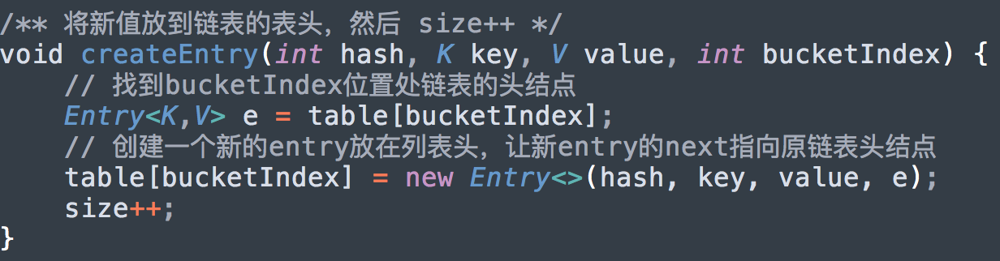 /** 将新值放到链表的表头，然后 size++ */
void createEntry(int hash, K key, V value, int bucketIndex) {
    // 找到bucketIndex位置处链表的头结点
    Entry<K,V> e = table[bucketIndex];
    // 创建一个新的entry放在列表头，让新entry的next指向原链表头结点
    table[bucketIndex] = new Entry<>(hash, key, value, e);
    size++;
}